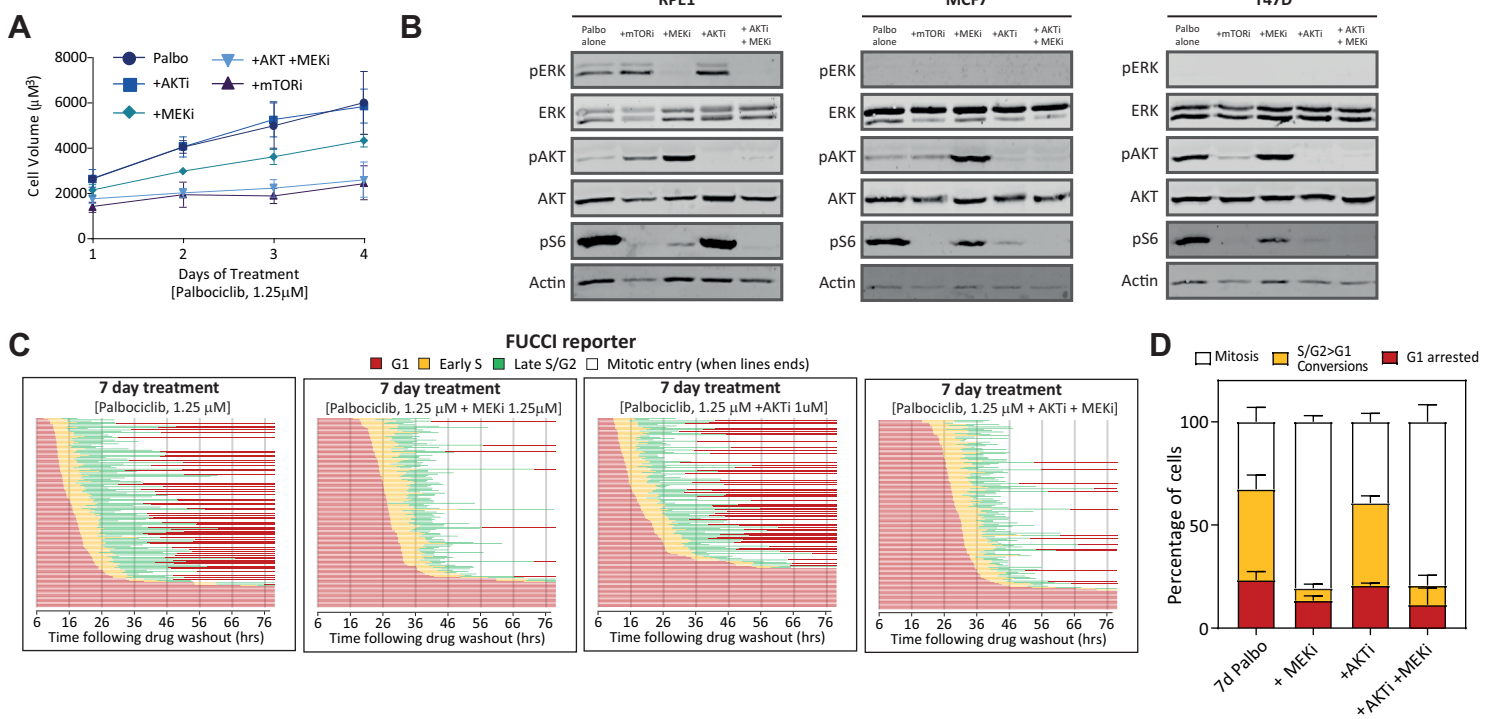 A
8000
6000
4000
2000
0
Cell Volume (μM³)
Palbo
+AKTi
+MEKi
+AKT +MEKi
+mTORi
1 2 3 4
Days of Treatment
[Palbociclib, 1.25μM]
B
RPE1
Palbo alone +mTORi +MEKi +AKTi + AKTi + MEKi
pERK
ERK
pAKT
AKT
pS6
Actin
MCF7
Palbo alone +mTORi +MEKi +AKTi + AKTi + MEKi
pERK
ERK
pAKT
AKT
pS6
Actin
T47D
Palbo alone +mTORi +MEKi +AKTi + AKTi + MEKi
pERK
ERK
pAKT
AKT
pS6
Actin
C
FUCCI reporter
G1 Early S Late S/G2 Mitotic entry (when lines ends)
7 day treatment
[Palbociclib, 1.25 μM]
6 16 26 36 46 56 66 76
Time following drug washout (hrs)
7 day treatment
[Palbociclib, 1.25 μM + MEKi 1.25μM]
6 16 26 36 46 56 66 76
Time following drug washout (hrs)
7 day treatment
[Palbociclib, 1.25 μM +AKTi 1uM]
6 16 26 36 46 56 66 76
Time following drug washout (hrs)
7 day treatment
[Palbociclib, 1.25 μM + AKTi + MEKi]
6 16 26 36 46 56 66 76
Time following drug washout (hrs)
D
Mitosis
S/G2>G1
Conversions
G1 arrested
Percentage of cells
100
50
0
7d Palbo
+ MEKi
+AKTi
+AKTi +MEKi